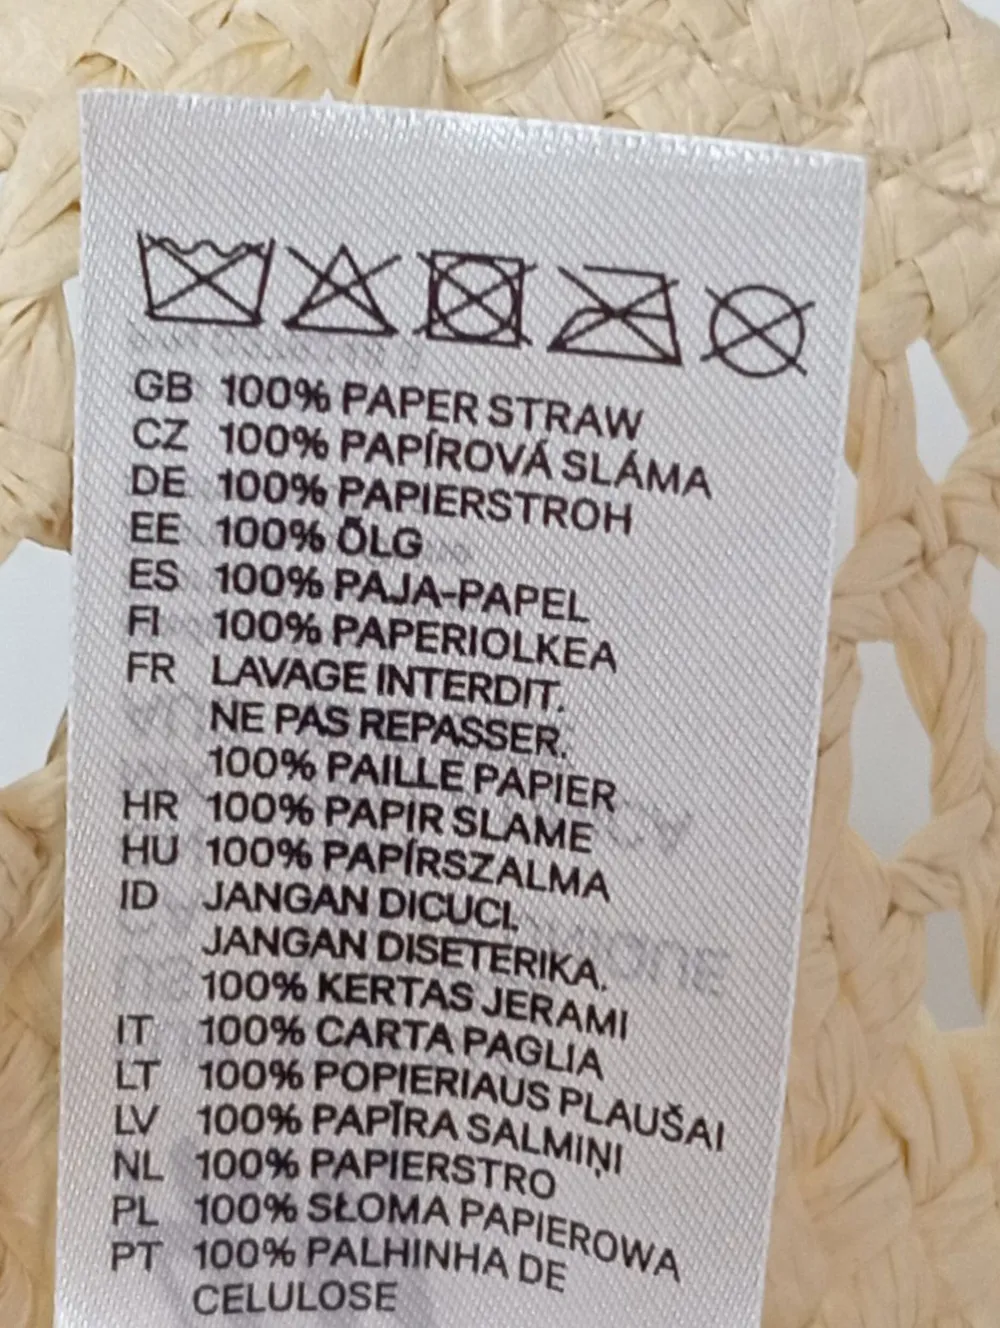 GB 100% PAPER STRAW
CZ 100% PAPÍROVÁ SLÁMA
DE 100% PAPIERSTROH
EE 100% ÕLG
ES 100% PAJA-PAPEL
FI 100% PAPERIOLKEA
FR LAVAGE INTERDIT.
NE PAS REPASSER.
100% PAILLE PAPIER
HR 100% PAPIR SLAME
HU 100% PAPÍRSZALMA
ID JANGAN DICUCI.
JANGAN DISETERIKA.
100% KERTAS JERAMI
IT 100% CARTA PAGLIA
LT 100% POPIERIAUS PLAUŠAI
LV 100% PAPĪRA SALMIŅI
NL 100% PAPIERSTRO
PL 100% SŁOMA PAPIEROWA
PT 100% PALHINHA DE
CELULOSE